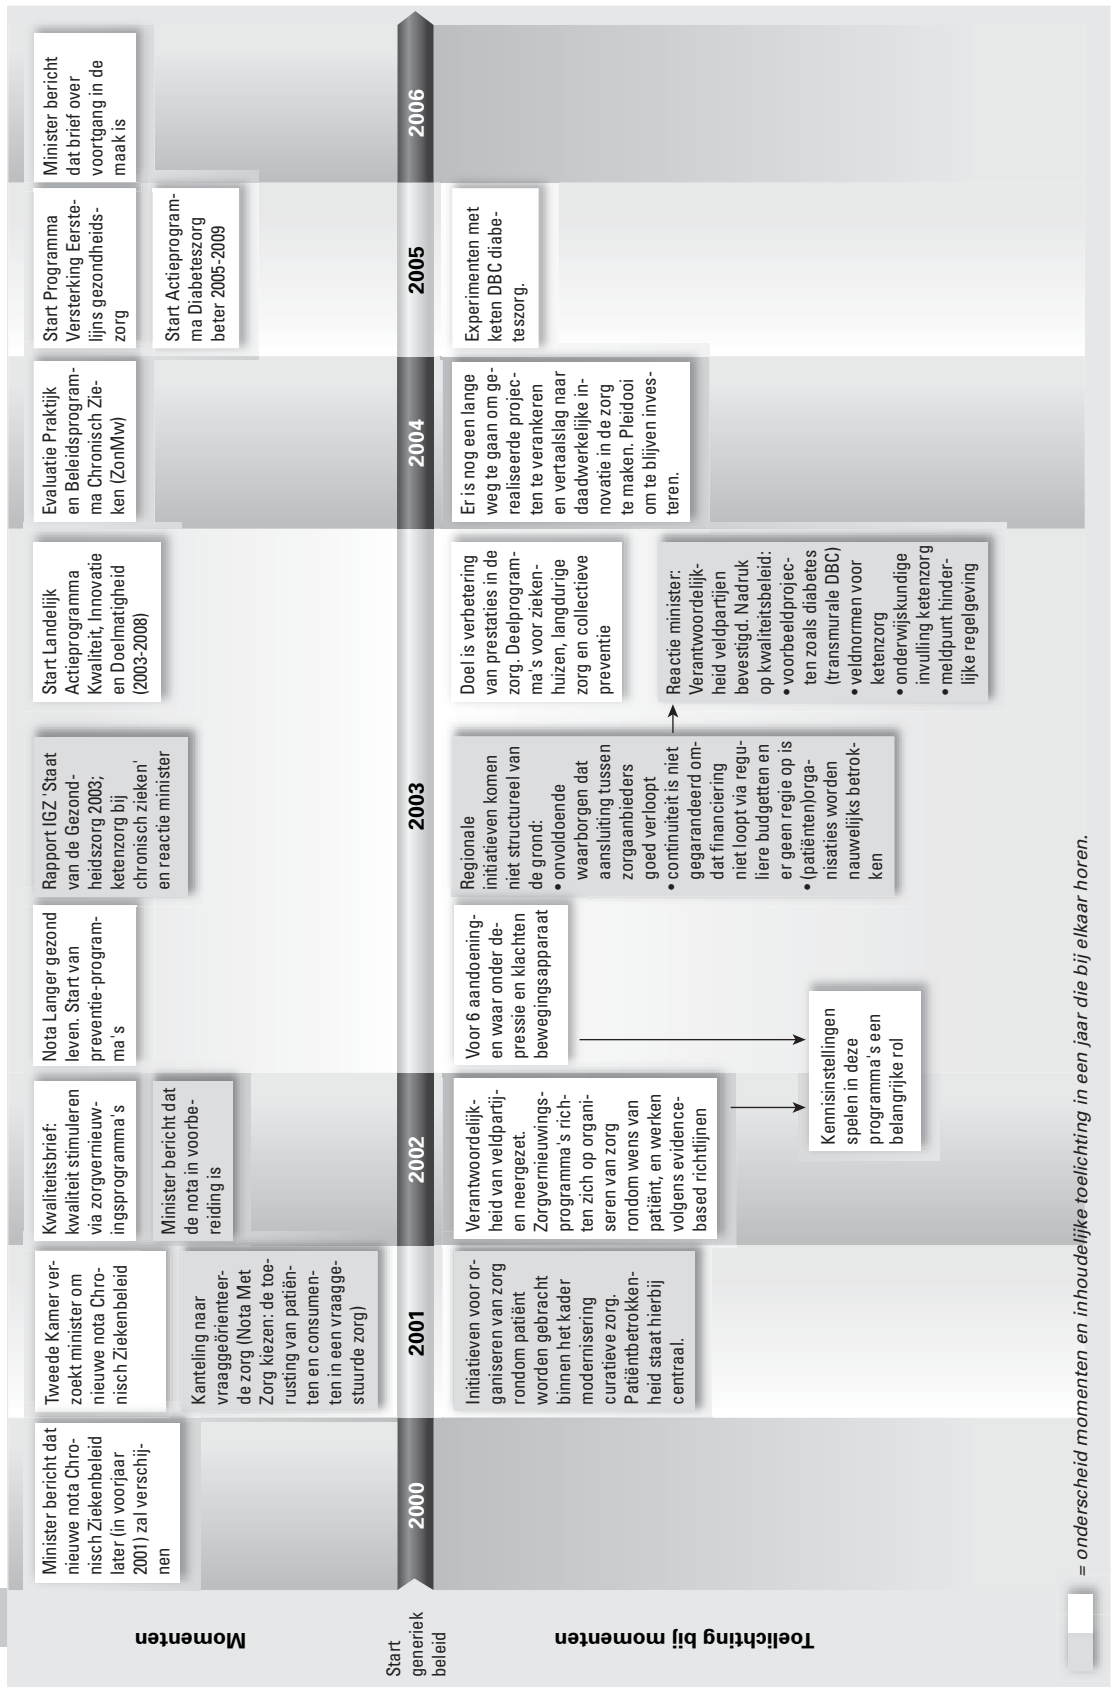 Momenten
Minister bericht dat
nieuwe nota Chro-
nisch Ziekenbeleid
later (in voorjaar
2001) zal verschij-
nen
Tweede Kamer ver-
zoekt minister om
nieuwe nota Chro-
nisch Ziekenbeleid
Kanteling naar
vraaggeörienteer-
de zorg (Nota Met
Zorg kiezen: de toe-
rusting van patiën-
ten en consumen-
ten in een vraagge-
stuurde zorg)
Kwaliteitsbrief:
kwaliteit stimuleren
via zorgvernieuw-
ingsprogramma's
Minister bericht dat
de nota in voorbe-
reiding is
Nota Langer gezond
leven. Start van
preventie-program-
ma's
Rapport IGZ 'Staat
van de Gezond-
heidszorg 2003;
ketenzorg bij
chronisch zieken'
en reactie minister
Start Landelijk
Actieprogramma
Kwaliteit, Innovatie
en Doelmatigheid
(2003-2008)
Evaluatie Praktijk
en Beleidsprogram-
ma Chronisch Zie-
ken (ZonMw)
Start Programma
Versterking Eerste-
lijns gezondheids-
zorg
Start Actieprogram-
ma Diabeteszorg
beter 2005-2009
Minister bericht
dat brief over
voortgang in de
maak is
Start
generiek
beleid
2000
2001
2002
2003
2004
2005
2006
Toelichting bij momenten
Initiatieven voor or-
ganiseren van zorg
rondom patiënt
worden gebracht
binnen het kader
modernisering
curatieve zorg.
Patiëntbetrokken-
heid staat hierbij
centraal.
Verantwoordelijk-
heid van veldpartij-
en neergezet.
Zorgvernieuwings-
programma's rich-
ten zich op organi-
seren van zorg
rondom wens van
patiënt, en werken
volgens evidence-
based richtlijnen
Voor 6 aandoening-
en waar onder de-
pressie en klachten
bewegingsapparaat
Kennisinstellingen
spelen in deze
programma's een
belangrijke rol
Regionale
initiatieven komen
niet structureel van
de grond:
• onvoldoende
waarborgen dat
aansluiting tussen
zorgaanbieders
goed verloopt
• continuiteit is niet
gegarandeerd om-
dat financiering
niet loopt via regu-
liere budgetten en
er geen regie op is
• (patiënten)orga-
nisaties worden
nauwelijks betrok-
ken
Doel is verbetering
van prestaties in de
zorg. Deelprogram-
ma's voor zieken-
huizen, langdurige
zorg en collectieve
preventie
Reactie minister:
Verantwoordelijk-
heid veldpartijen
bevestigd. Nadruk
op kwaliteitsbeleid:
• voorbeeldprojec-
ten zoals diabetes
(transmurale DBC)
• veldnormen voor
ketenzorg
• onderwijskundige
invulling ketenzorg
• meldpunt hinder-
lijke regelgeving
Er is nog een lange
weg te gaan om ge-
realiseerde projec-
ten te verankeren
en vertaalslag naar
daadwerkelijke in-
novatie in de zorg
te maken. Pleidooi
om te blijven inves-
teren.
Experimenten met
keten DBC diabe-
teszorg.
= onderscheid momenten en inhoudelijke toelichting in een jaar die bij elkaar horen.